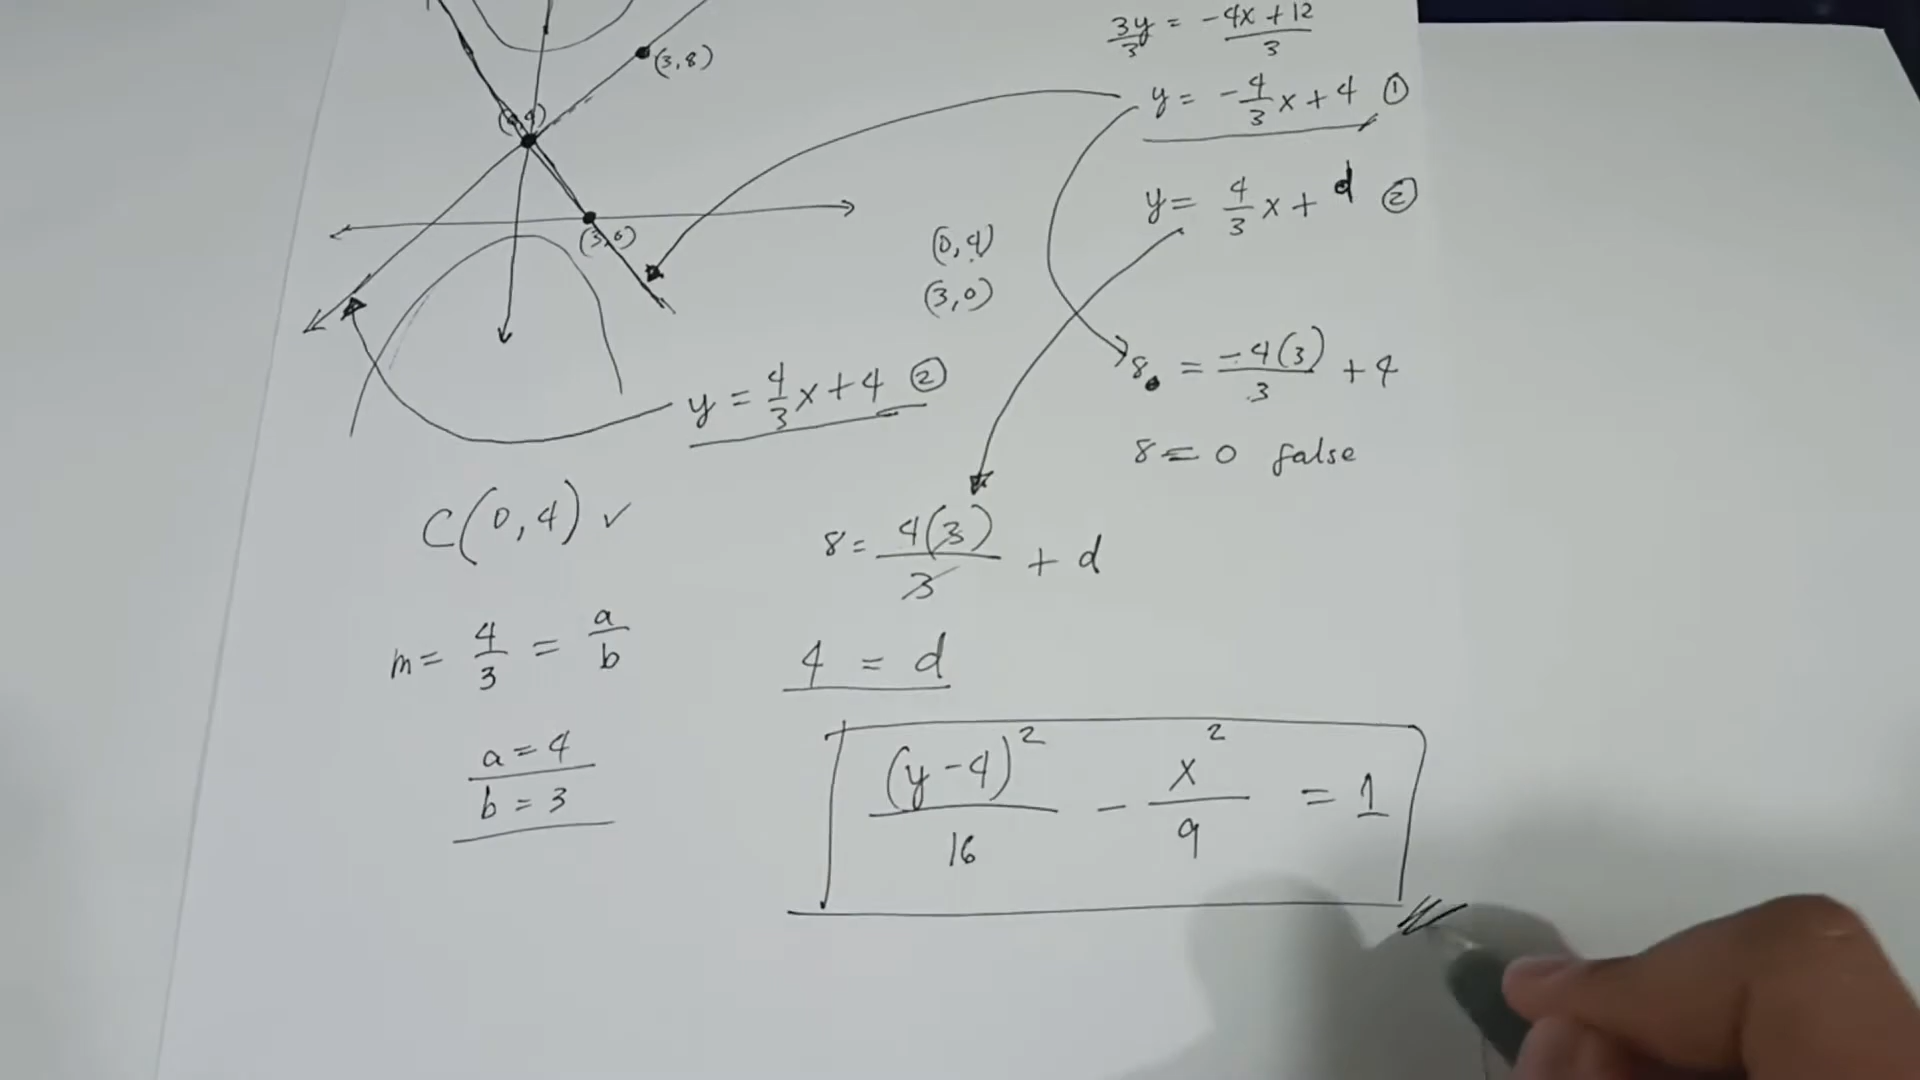 3y/3 = (-4x+12)/3
(3,8)
y = -4/3 x + 4 ①
(0,4)
y = 4/3 x + d ②
(3,0)
(0,4)
(3,0)
8 = -4(3)/3 + 4
y = 4/3 x + 4 ②
8 = 0 false
C(0,4) ✓
8 = 4(3)/3 + d
m = 4/3 = a/b
4 = d
a = 4
b = 3
(y-4)²/16 - x²/9 = 1